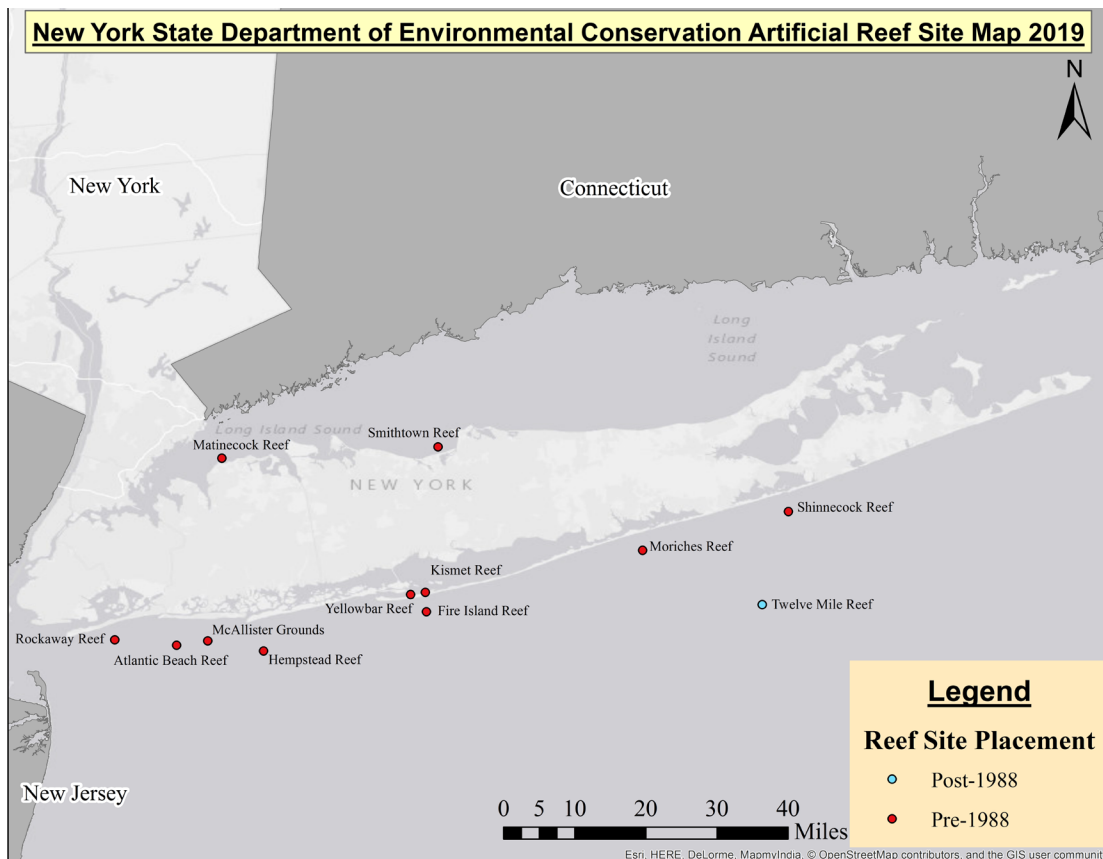 New York State Department of Environmental Conservation Artificial Reef Site Map 2019
N
New York
Connecticut
Long
Island
Sound
Long Island Sound
Smithtown Reef
Matinecock Reef
NEW YORK
Shinnecock Reef
Moriches Reef
Kismet Reef
Yellowbar Reef
Fire Island Reef
Twelve Mile Reef
McAllister Grounds
Rockaway Reef
Atlantic Beach Reef
Hempstead Reef
New Jersey
Legend
Reef Site Placement
Post-1988
Pre-1988
0 5 10 20 30 40
Miles
Esri, HERE, DeLorme, MapmyIndia, © OpenStreetMap contributors, and the GIS user communit